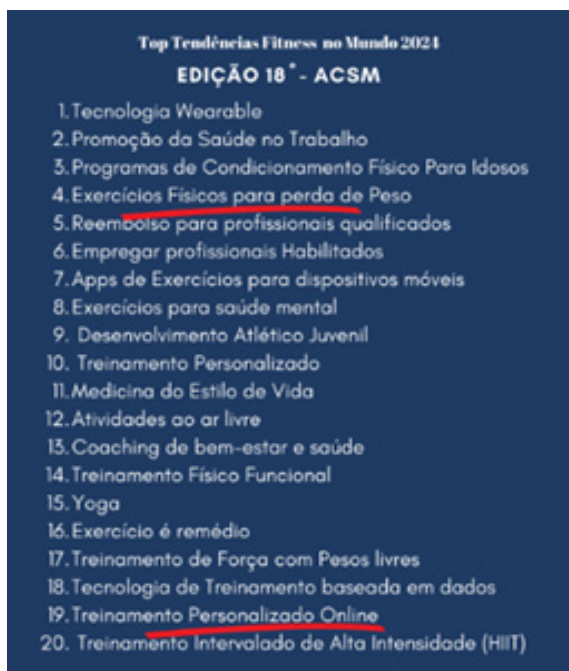 Top Tendências Fitness no Mundo 2024
EDIÇÃO 18ª - ACSM
1. Tecnologia Wearable
2. Promoção da Saúde no Trabalho
3. Programas de Condicionamento Físico Para Idosos
4. Exercícios Físicos para perda de Peso
5. Reembolso para profissionais qualificados
6. Empregar profissionais Habilitados
7. Apps de Exercícios para dispositivos móveis
8. Exercícios para saúde mental
9. Desenvolvimento Atlético Juvenil
10. Treinamento Personalizado
11. Medicina do Estilo de Vida
12. Atividades ao ar livre
13. Coaching de bem-estar e saúde
14. Treinamento Físico Funcional
15. Yoga
16. Exercício é remédio
17. Treinamento de Força com Pesos livres
18. Tecnologia de Treinamento baseada em dados
19. Treinamento Personalizado Online
20. Treinamento Intervalado de Alta Intensidade (HIIT)